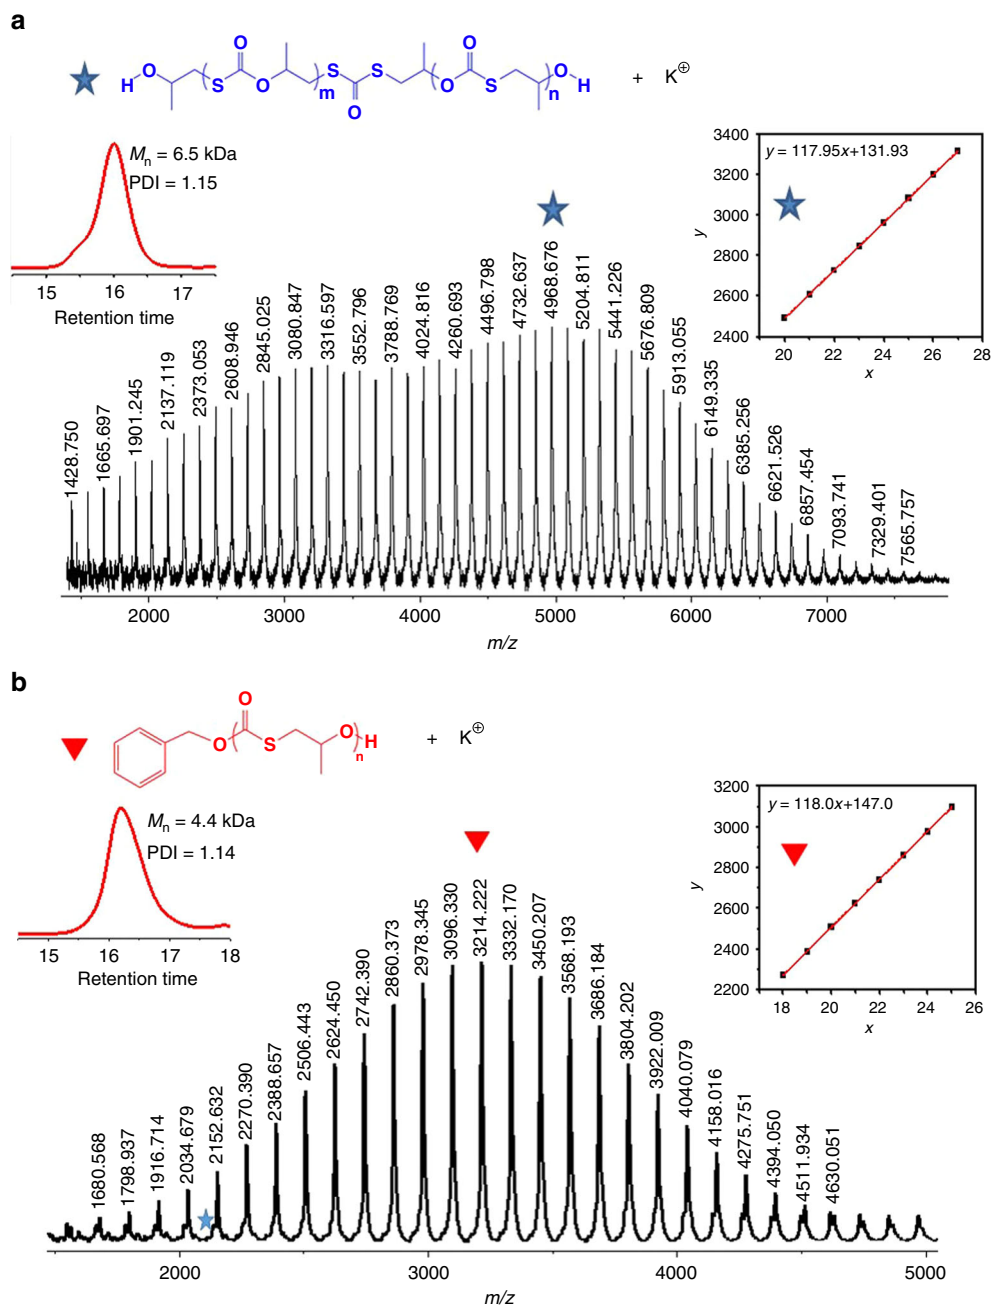 a
H O S O O m S S O O O S n O H + K⊕
Mn = 6.5 kDa
PDI = 1.15
15 16 17
Retention time
y = 117.95x+131.93
3400
3200
3000
2800
2600
2400
y
20 22 24 26 28
x
1428.750
1665.697
1901.245
2137.119
2373.053
2608.946
2845.025
3080.847
3316.597
3552.796
3788.769
4024.816
4260.693
4496.798
4732.637
4968.676
5204.811
5441.226
5676.809
5913.055
6149.335
6385.256
6621.526
6857.454
7093.741
7329.401
7565.757
2000 3000 4000 5000 6000 7000
m/z
b
O O S O H n + K⊕
Mn = 4.4 kDa
PDI = 1.14
15 16 17 18
Retention time
y = 118.0x+147.0
3200
3000
2800
2600
2400
2200
y
18 20 22 24 26
x
1680.568
1798.937
1916.714
2034.679
2152.632
2270.390
2388.657
2506.443
2624.450
2742.390
2860.373
2978.345
3096.330
3214.222
3332.170
3450.207
3568.193
3686.184
3804.202
3922.009
4040.079
4158.016
4275.751
4394.050
4511.934
4630.051
2000 3000 4000 5000
m/z